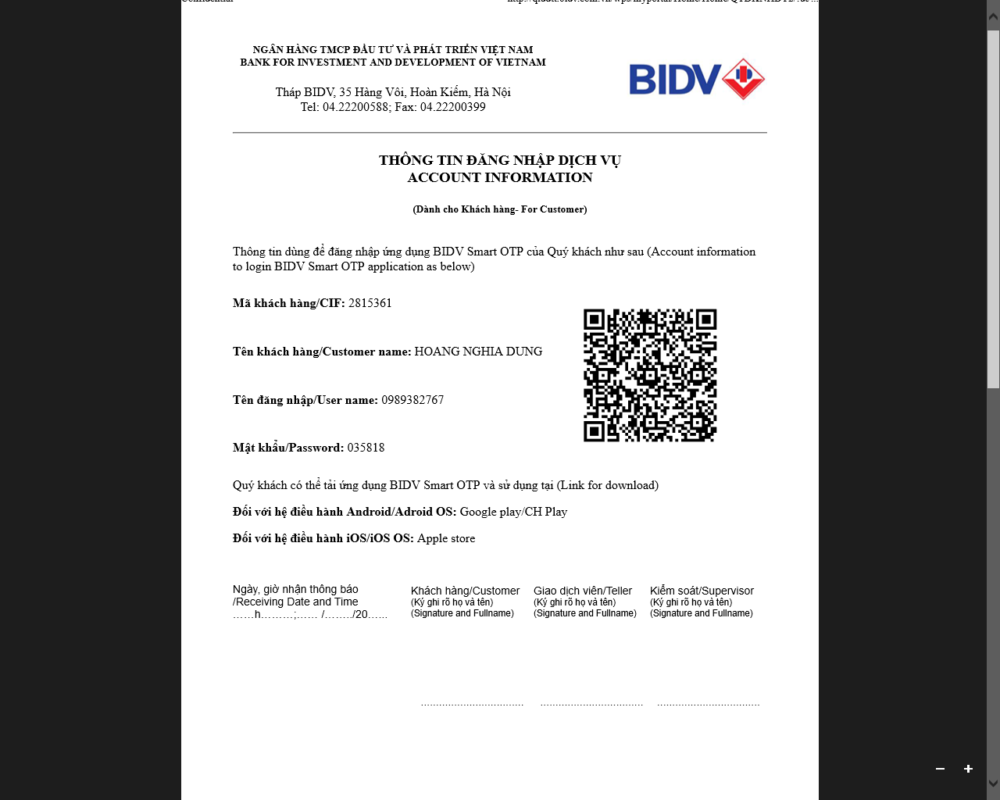 NGÂN HÀNG TMCP ĐẦU TƯ VÀ PHÁT TRIỂN VIỆT NAM
BANK FOR INVESTMENT AND DEVELOPMENT OF VIETNAM
BIDV
Tháp BIDV, 35 Hàng Vôi, Hoàn Kiếm, Hà Nội
Tel: 04.22200588; Fax: 04.22200399
THÔNG TIN ĐĂNG NHẬP DỊCH VỤ
ACCOUNT INFORMATION
(Dành cho Khách hàng- For Customer)
Thông tin dùng để đăng nhập ứng dụng BIDV Smart OTP của Quý khách như sau (Account information
to login BIDV Smart OTP application as below)
Mã khách hàng/CIF: 2815361
Tên khách hàng/Customer name: HOANG NGHIA DUNG
Tên đăng nhập/User name: 0989382767
Mật khẩu/Password: 035818
Quý khách có thể tải ứng dụng BIDV Smart OTP và sử dụng tại (Link for download)
Đối với hệ điều hành Android/Adroid OS: Google play/CH Play
Đối với hệ điều hành iOS/iOS OS: Apple store
Ngày, giờ nhận thông báo
/Receiving Date and Time
……h………;…… /……../20…...
Khách hàng/Customer
(Ký ghi rõ họ và tên)
(Signature and Fullname)
Giao dịch viên/Teller
(Ký ghi rõ họ và tên)
(Signature and Fullname)
Kiểm soát/Supervisor
(Ký ghi rõ họ và tên)
(Signature and Fullname)